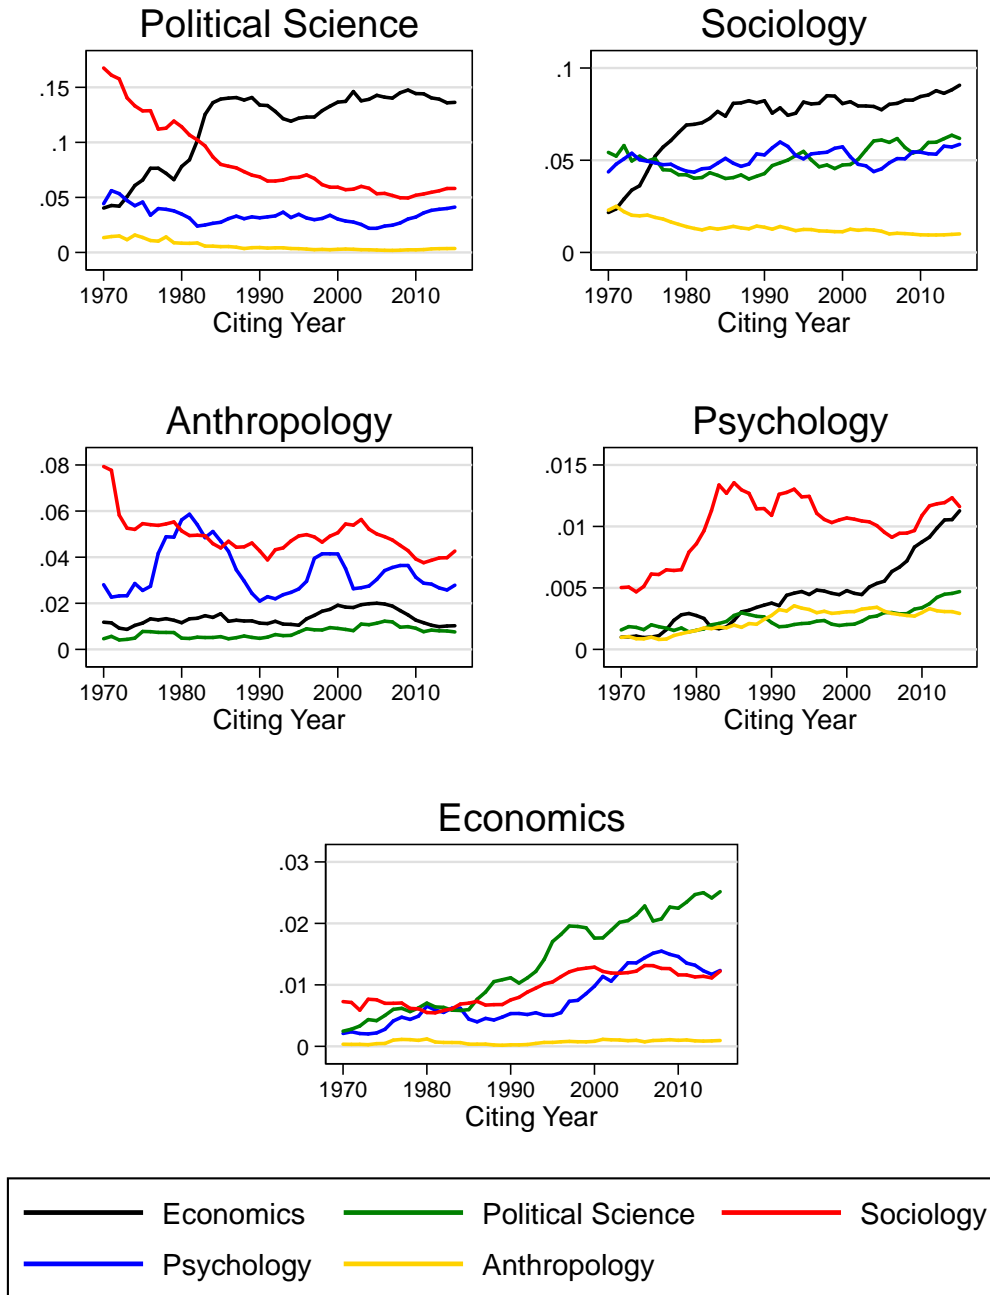 Political Science
.15
.1
.05
0
1970 1980 1990 2000 2010
Citing Year
Sociology
.1
.05
0
1970 1980 1990 2000 2010
Citing Year
Anthropology
.08
.06
.04
.02
0
1970 1980 1990 2000 2010
Citing Year
Psychology
.015
.01
.005
0
1970 1980 1990 2000 2010
Citing Year
Economics
.03
.02
.01
0
1970 1980 1990 2000 2010
Citing Year
Economics Political Science Sociology
Psychology Anthropology